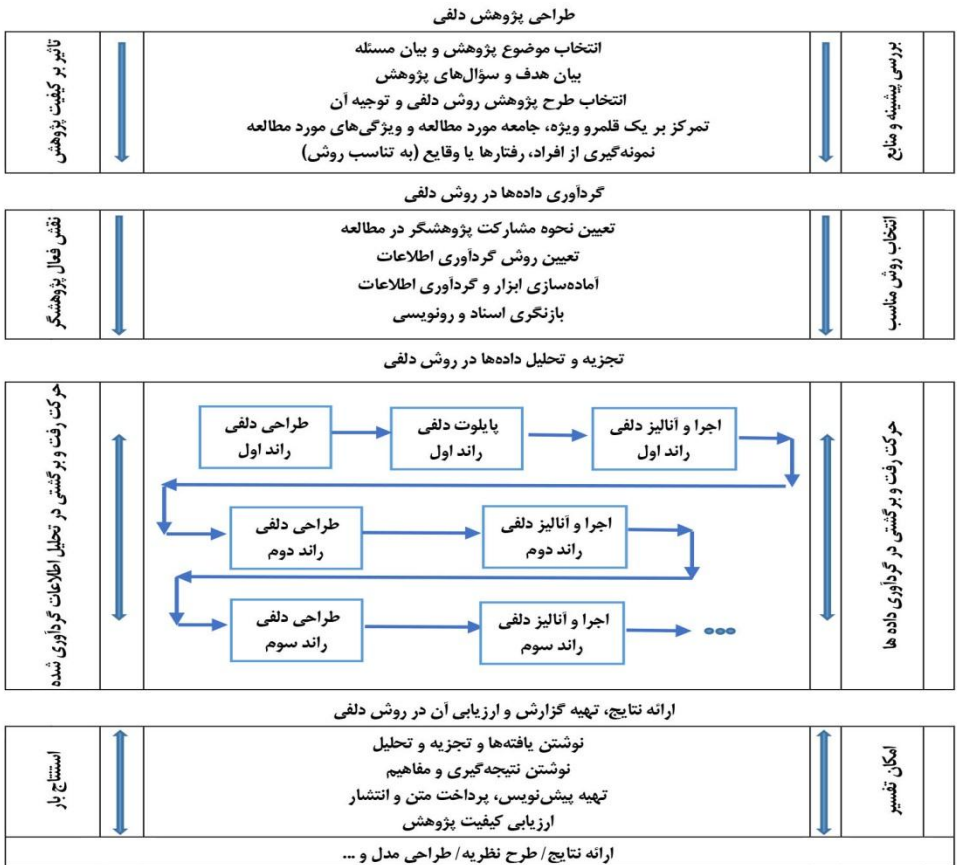 طراحی پژوهش دلفی
بررسی پیشینه و منابع
انتخاب موضوع پژوهش و بیان مسئله
بیان هدف و سؤال‌های پژوهش
انتخاب طرح پژوهش روش دلفی و توجیه آن
تمرکز بر یک قلمرو ویژه، جامعه مورد مطالعه و ویژگی‌های مورد مطالعه
نمونه‌گیری از افراد، رفتارها یا وقایع (به تناسب روش)
تاثیر بر کیفیت پژوهش
گردآوری داده‌ها در روش دلفی
انتخاب روش مناسب
تعیین نحوه مشارکت پژوهشگر در مطالعه
تعیین روش گردآوری اطلاعات
آماده‌سازی ابزار و گردآوری اطلاعات
بازنگری اسناد و رونویسی
نقش فعال پژوهشگر
تجزیه و تحلیل داده‌ها در روش دلفی
حرکت رفت و برگشتی در گردآوری داده ها
طراحی دلفی
راند اول
پایلوت دلفی
راند اول
اجرا و آنالیز دلفی
راند اول
طراحی دلفی
راند دوم
اجرا و آنالیز دلفی
راند دوم
طراحی دلفی
راند سوم
اجرا و آنالیز دلفی
راند سوم
حرکت رفت و برگشتی در تحلیل اطلاعات گردآوری شده
ارائه نتایج، تهیه گزارش و ارزیابی آن در روش دلفی
امکان تفسیر
نوشتن یافته‌ها و تجزیه و تحلیل
نوشتن نتیجه‌گیری و مفاهیم
تهیه پیش‌نویس، پرداخت متن و انتشار
ارزیابی کیفیت پژوهش
استنتاج بار
ارائه نتایج/ طرح نظریه/ طراحی مدل و ...